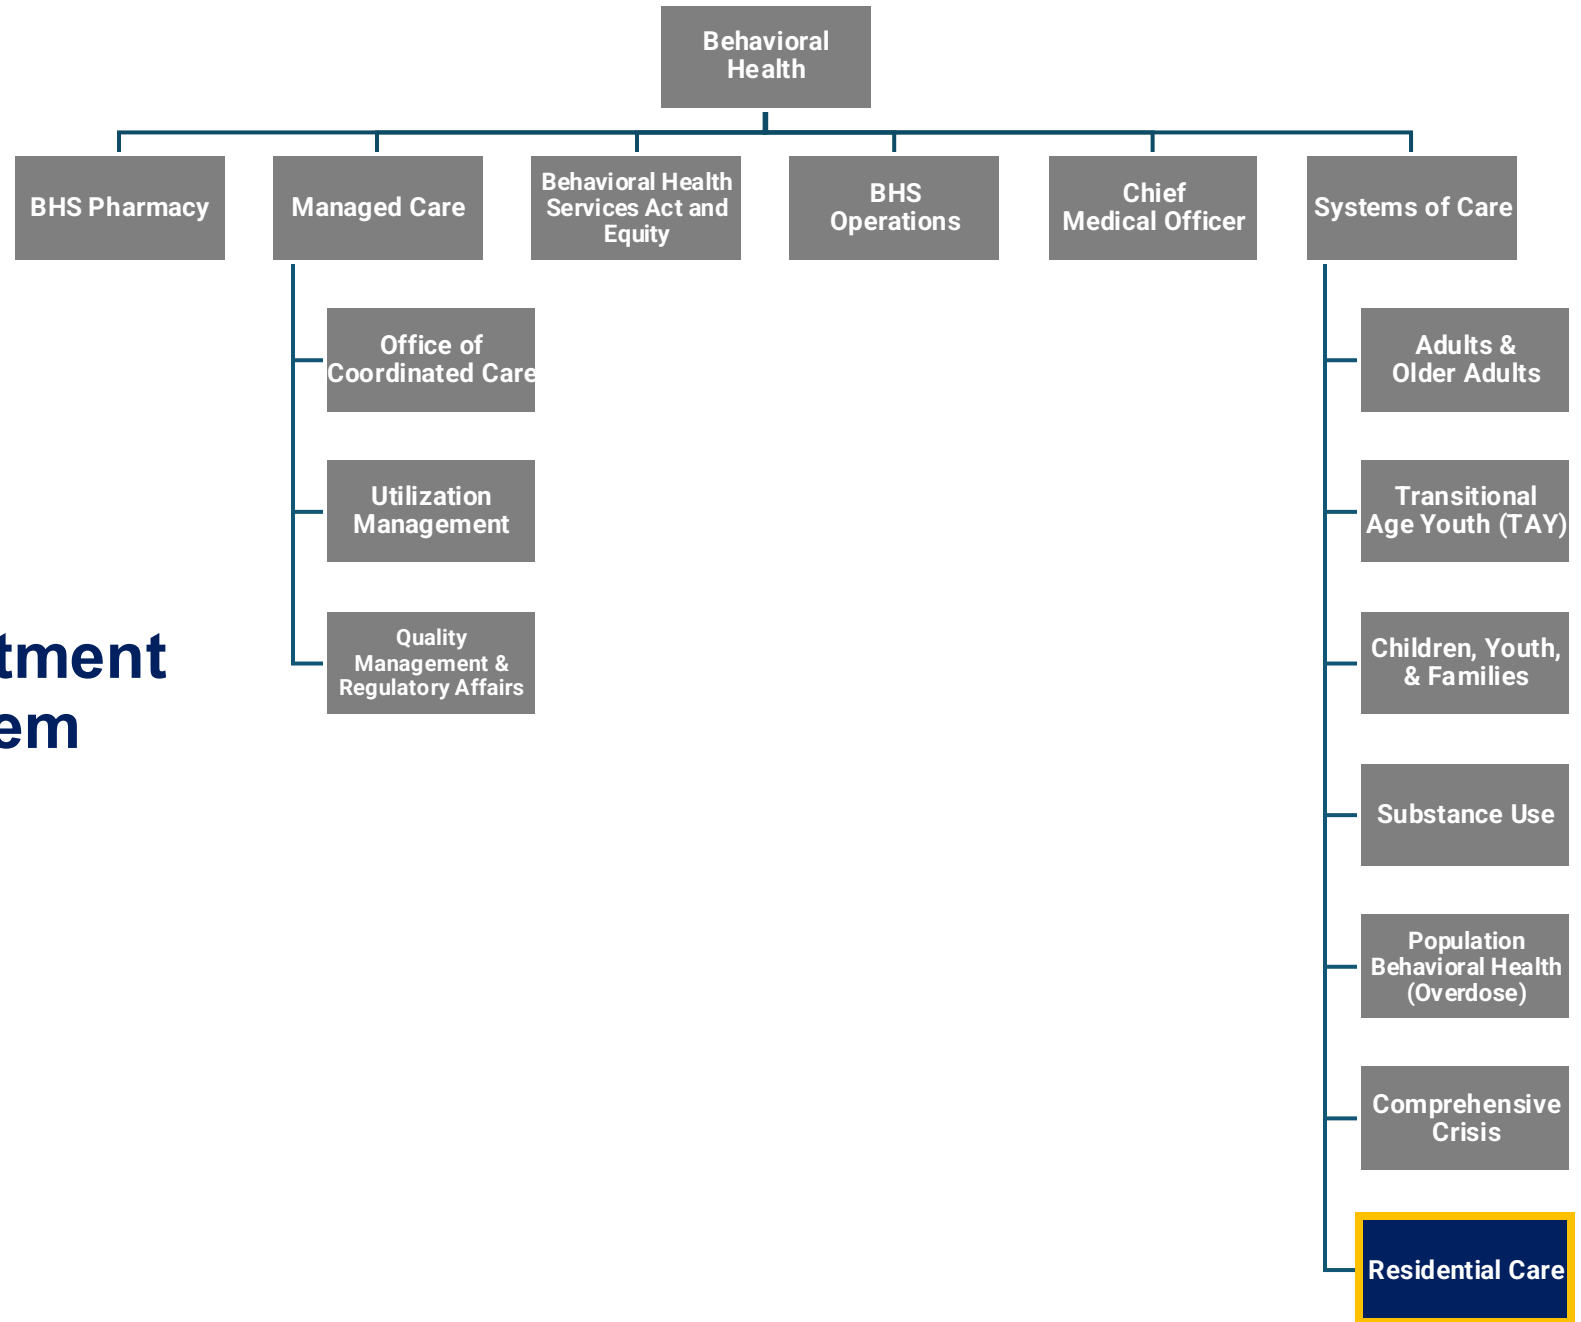 Behavioral
Health
BHS Pharmacy
Managed Care
Behavioral Health
Services Act and
Equity
BHS
Operations
Chief
Medical Officer
Systems of Care
Office of
Coordinated Care
Utilization
Management
Quality
Management &
Regulatory Affairs
Adults &
Older Adults
Transitional
Age Youth (TAY)
Children, Youth,
& Families
Substance Use
Population
Behavioral Health
(Overdose)
Comprehensive
Crisis
Residential Care
tment
em